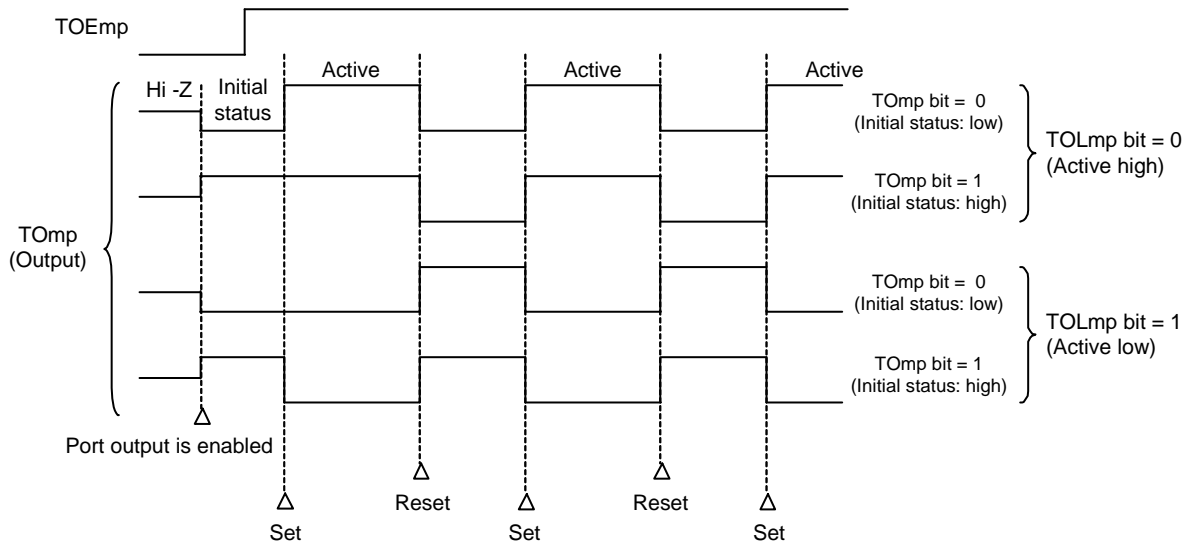 TOEmp
Active
Active
Active
Hi -Z
Initial
status
TOmp bit = 0
(Initial status: low)
TOLmp bit = 0
(Active high)
TOmp bit = 1
(Initial status: high)
TOmp
(Output)
TOmp bit = 0
(Initial status: low)
TOLmp bit = 1
(Active low)
TOmp bit = 1
(Initial status: high)
Port output is enabled
Reset
Reset
Set
Set
Set